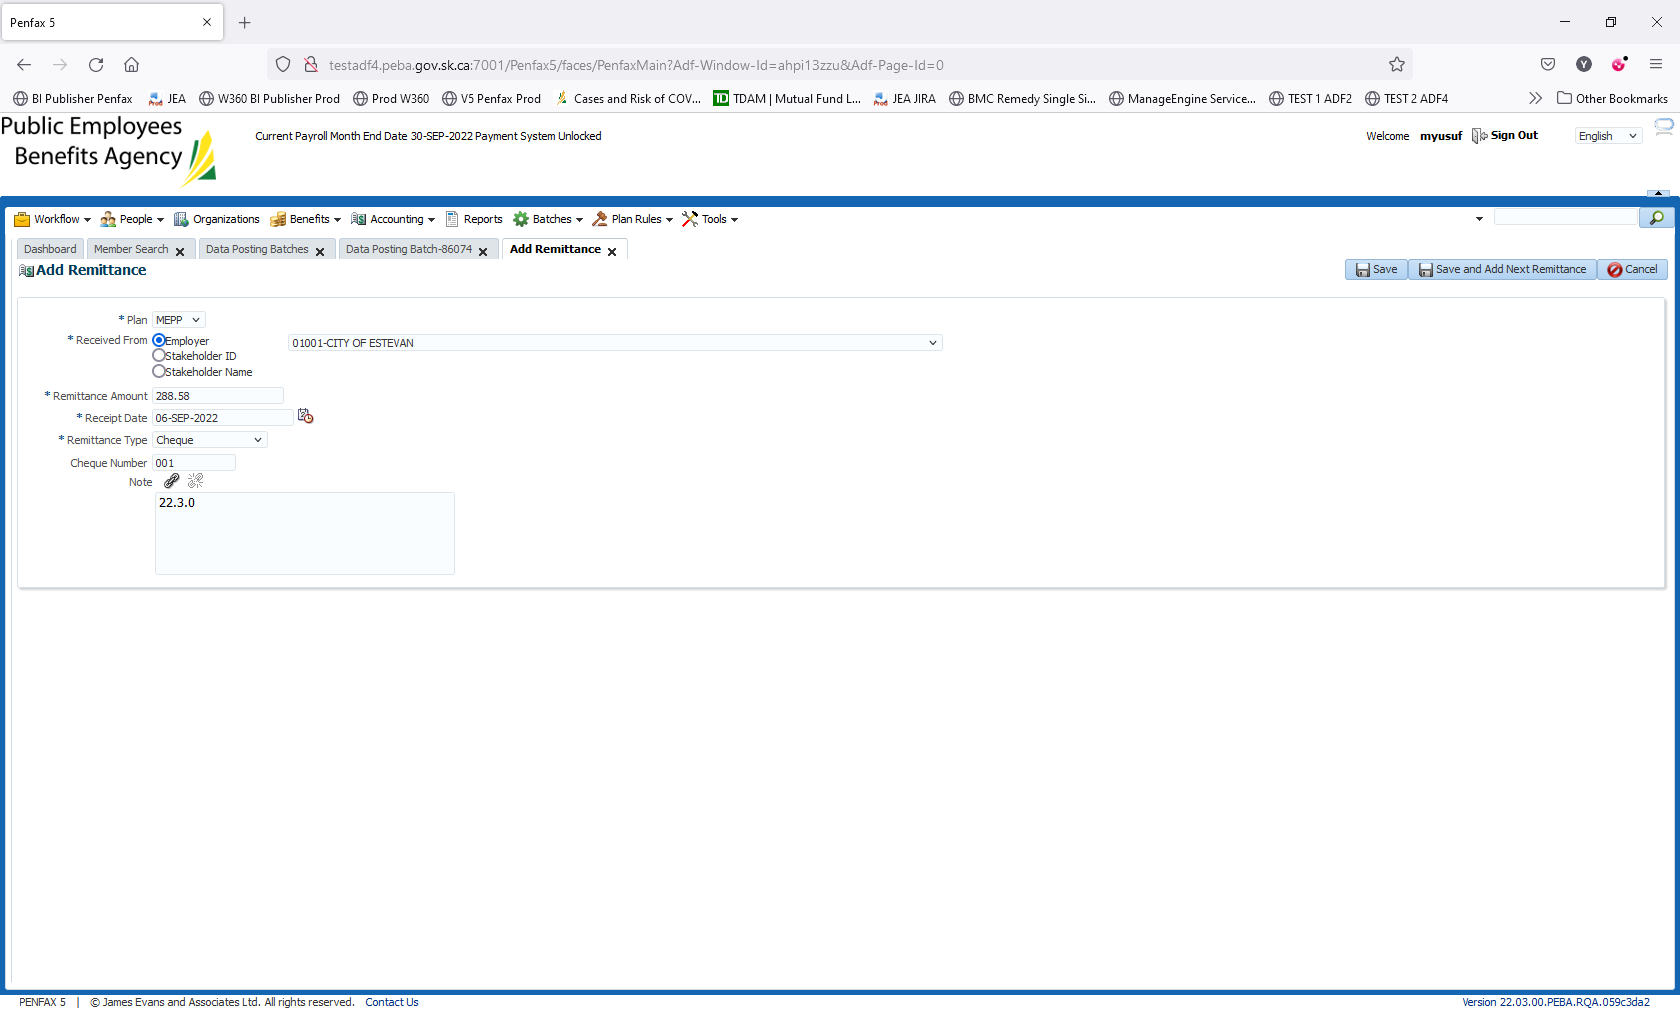 Penfax 5
testadf4.peba.gov.sk.ca:7001/Penfax5/faces/PenfaxMain?Adf-Window-Id=ahpi13zzu&Adf-Page-Id=0
Y
BI Publisher Penfax JEA W360 BI Publisher Prod Prod W360 V5 Penfax Prod Cases and Risk of COV... TD TDAM | Mutual Fund L... JEA JIRA BMC Remedy Single Si... ManageEngine Service... TEST 1 ADF2 TEST 2 ADF4 Other Bookmarks
Public Employees
Benefits Agency
Current Payroll Month End Date 30-SEP-2022 Payment System Unlocked
Welcome myusuf Sign Out English
Workflow People Organizations Benefits Accounting Reports Batches Plan Rules Tools
Dashboard Member Search Data Posting Batches Data Posting Batch-86074 Add Remittance
Add Remittance
Save Save and Add Next Remittance Cancel
* Plan MEPP
* Received From Employer 01001-CITY OF ESTEVAN
Stakeholder ID
Stakeholder Name
* Remittance Amount 288.58
* Receipt Date 06-SEP-2022
* Remittance Type Cheque
Cheque Number 001
Note
22.3.0
PENFAX 5 | © James Evans and Associates Ltd. All rights reserved. Contact Us
Version 22.03.00.PEBA.RQA.059c3da2